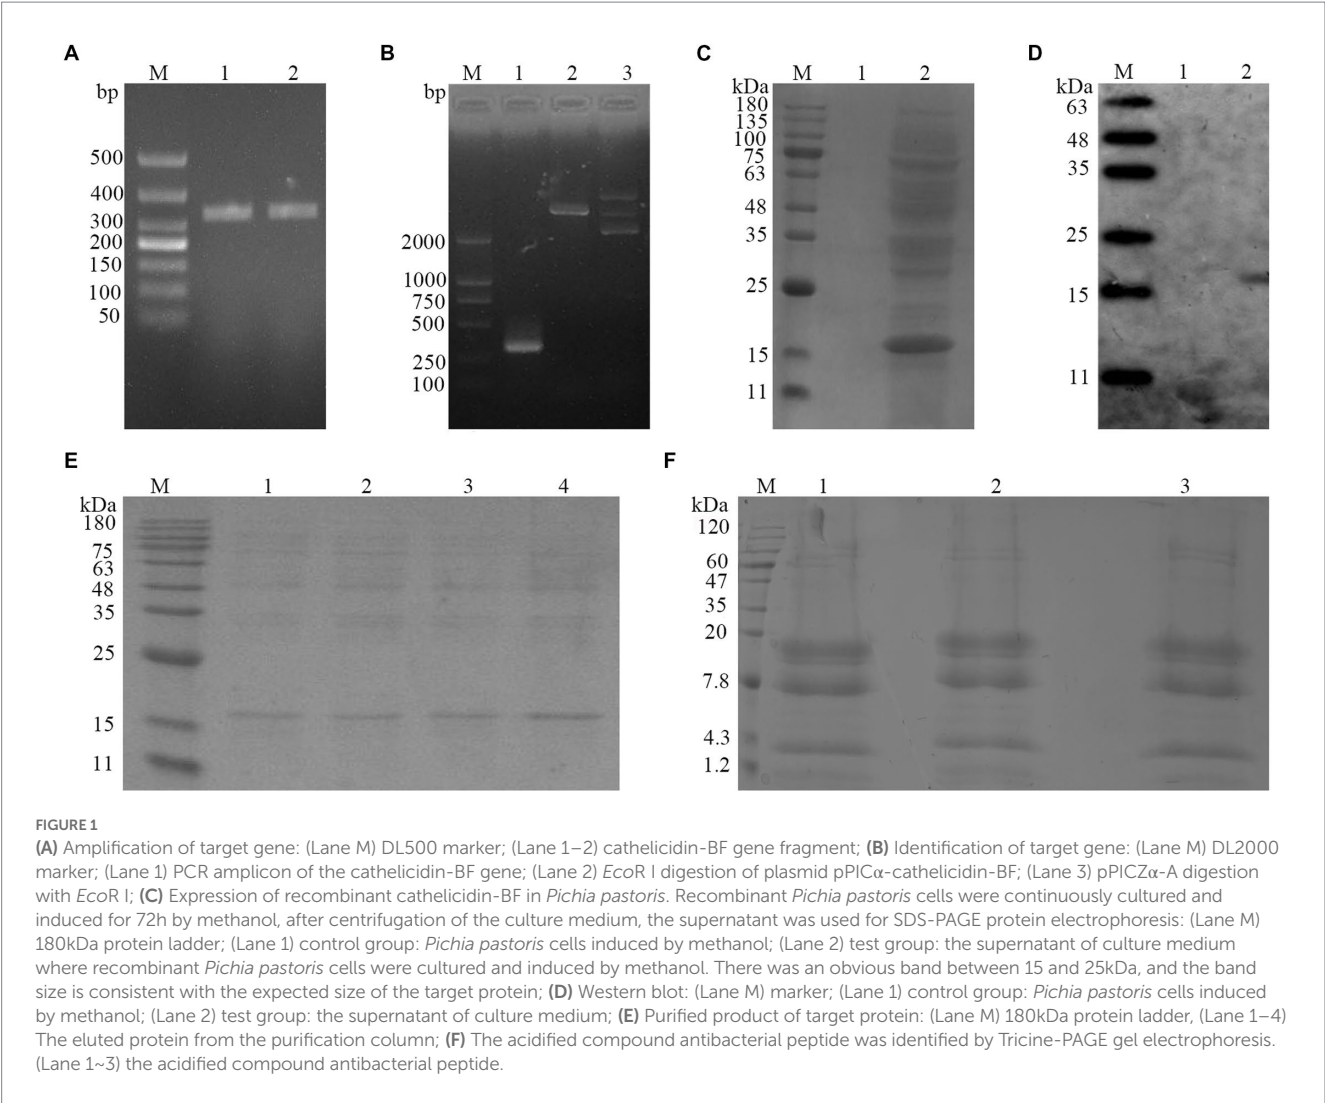 A
B
C
D
M 1 2
M 1 2 3
M 1 2
M 1 2
bp
bp
kDa
kDa
500
400
300
200
150
100
50
2000
1000
750
500
250
100
180
135
100
75
63
48
35
25
15
11
63
48
35
25
15
11
E
F
M 1 2 3 4
M 1 2 3
kDa
kDa
180
75
63
48
35
25
15
11
120
60
47
35
20
7.8
4.3
1.2
FIGURE 1
(A) Amplification of target gene: (Lane M) DL500 marker; (Lane 1–2) cathelicidin-BF gene fragment; (B) Identification of target gene: (Lane M) DL2000
marker; (Lane 1) PCR amplicon of the cathelicidin-BF gene; (Lane 2) EcoR I digestion of plasmid pPICα-cathelicidin-BF; (Lane 3) pPICZα-A digestion
with EcoR I; (C) Expression of recombinant cathelicidin-BF in Pichia pastoris. Recombinant Pichia pastoris cells were continuously cultured and
induced for 72h by methanol, after centrifugation of the culture medium, the supernatant was used for SDS-PAGE protein electrophoresis: (Lane M)
180kDa protein ladder; (Lane 1) control group: Pichia pastoris cells induced by methanol; (Lane 2) test group: the supernatant of culture medium
where recombinant Pichia pastoris cells were cultured and induced by methanol. There was an obvious band between 15 and 25kDa, and the band
size is consistent with the expected size of the target protein; (D) Western blot: (Lane M) marker; (Lane 1) control group: Pichia pastoris cells induced
by methanol; (Lane 2) test group: the supernatant of culture medium; (E) Purified product of target protein: (Lane M) 180kDa protein ladder, (Lane 1–4)
The eluted protein from the purification column; (F) The acidified compound antibacterial peptide was identified by Tricine-PAGE gel electrophoresis.
(Lane 1~3) the acidified compound antibacterial peptide.